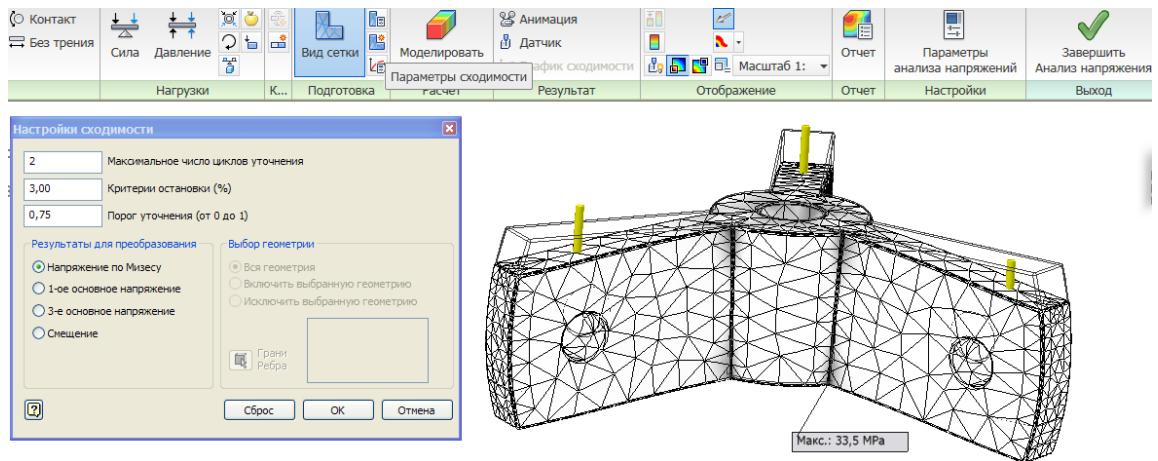 Контакт
Без трения
Сила
Давление
Нагрузки
К...
Вид сетки
Подготовка
Моделировать
Параметры сходимости
Расчет
Анимация
Датчик
График сходимости
Результат
Масштаб 1:
Отображение
Отчет
Отчет
Параметры
анализа напряжений
Настройки
Завершить
Анализ напряжения
Выход
Настройки сходимости
2 Максимальное число циклов уточнения
3,00 Критерии остановки (%)
0,75 Порог уточнения (от 0 до 1)
Результаты для преобразования
Напряжение по Мизесу
1-ое основное напряжение
3-е основное напряжение
Смещение
Выбор геометрии
Вся геометрия
Включить выбранную геометрию
Исключить выбранную геометрию
Грани
Ребра
Сброс
OK
Отмена
Макс.: 33,5 MPa